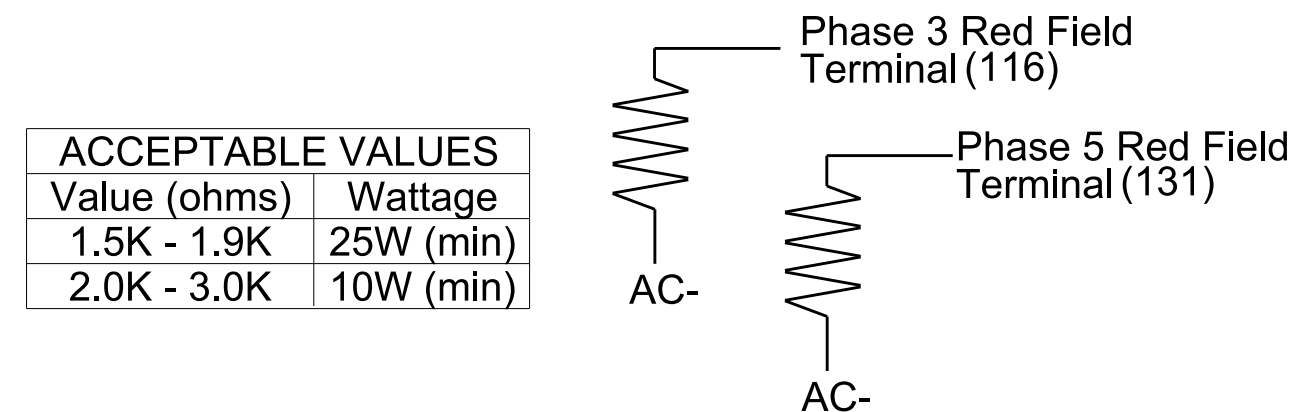 ACCEPTABLE VALUES
Value (ohms) Wattage
1.5K - 1.9K 25W (min)
2.0K - 3.0K 10W (min)
Phase 3 Red Field
Terminal (116)
AC-
Phase 5 Red Field
Terminal (131)
AC-